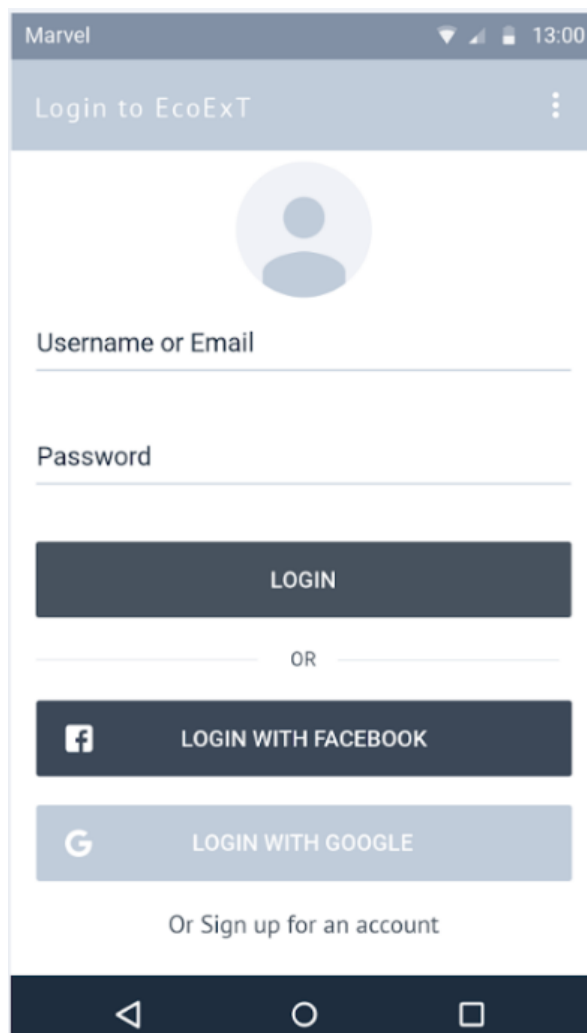 Marvel 13:00
Login to EcoExT
Username or Email
Password
LOGIN
OR
LOGIN WITH FACEBOOK
LOGIN WITH GOOGLE
Or Sign up for an account